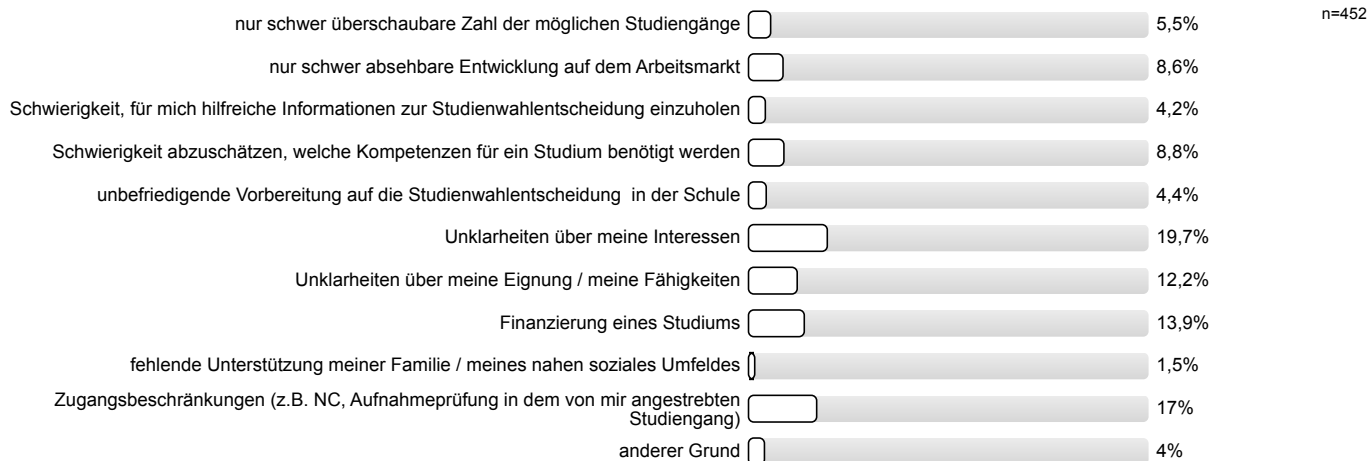 n=452
nur schwer überschaubare Zahl der möglichen Studiengänge 5,5%
nur schwer absehbare Entwicklung auf dem Arbeitsmarkt 8,6%
Schwierigkeit, für mich hilfreiche Informationen zur Studienwahlentscheidung einzuholen 4,2%
Schwierigkeit abzuschätzen, welche Kompetenzen für ein Studium benötigt werden 8,8%
unbefriedigende Vorbereitung auf die Studienwahlentscheidung in der Schule 4,4%
Unklarheiten über meine Interessen 19,7%
Unklarheiten über meine Eignung / meine Fähigkeiten 12,2%
Finanzierung eines Studiums 13,9%
fehlende Unterstützung meiner Familie / meines nahen soziales Umfeldes 1,5%
Zugangsbeschränkungen (z.B. NC, Aufnahmeprüfung in dem von mir angestrebten
Studiengang) 17%
anderer Grund 4%